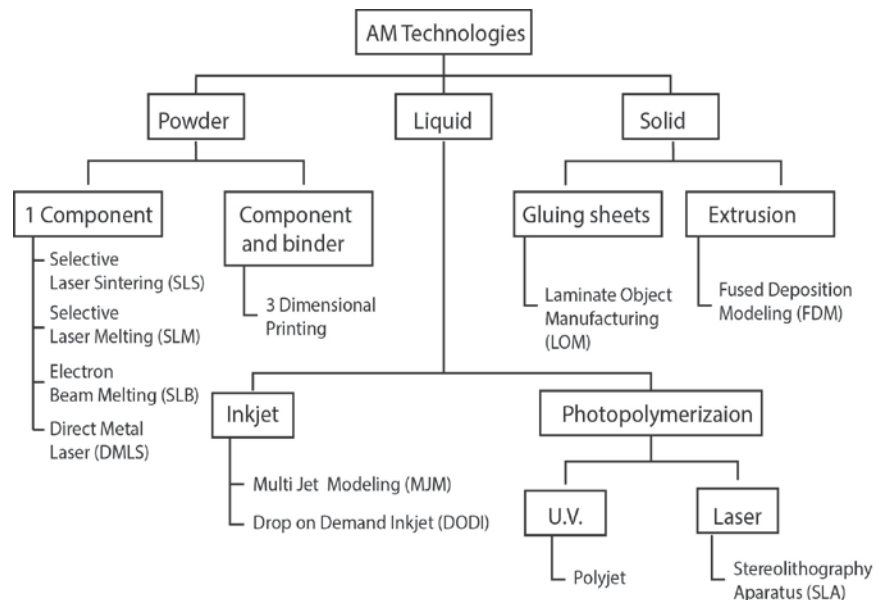 AM Technologies
Powder
Liquid
Solid
1 Component
Component
and binder
Gluing sheets
Extrusion
Selective
Laser Sintering (SLS)
Selective
Laser Melting (SLM)
Electron
Beam Melting (SLB)
Direct Metal
Laser (DMLS)
3 Dimensional
Printing
Laminate Object
Manufacturing
(LOM)
Fused Deposition
Modeling (FDM)
Inkjet
Photopolymerizaion
Multi Jet Modeling (MJM)
Drop on Demand Inkjet (DODI)
U.V.
Laser
Polyjet
Stereolithography
Aparatus (SLA)